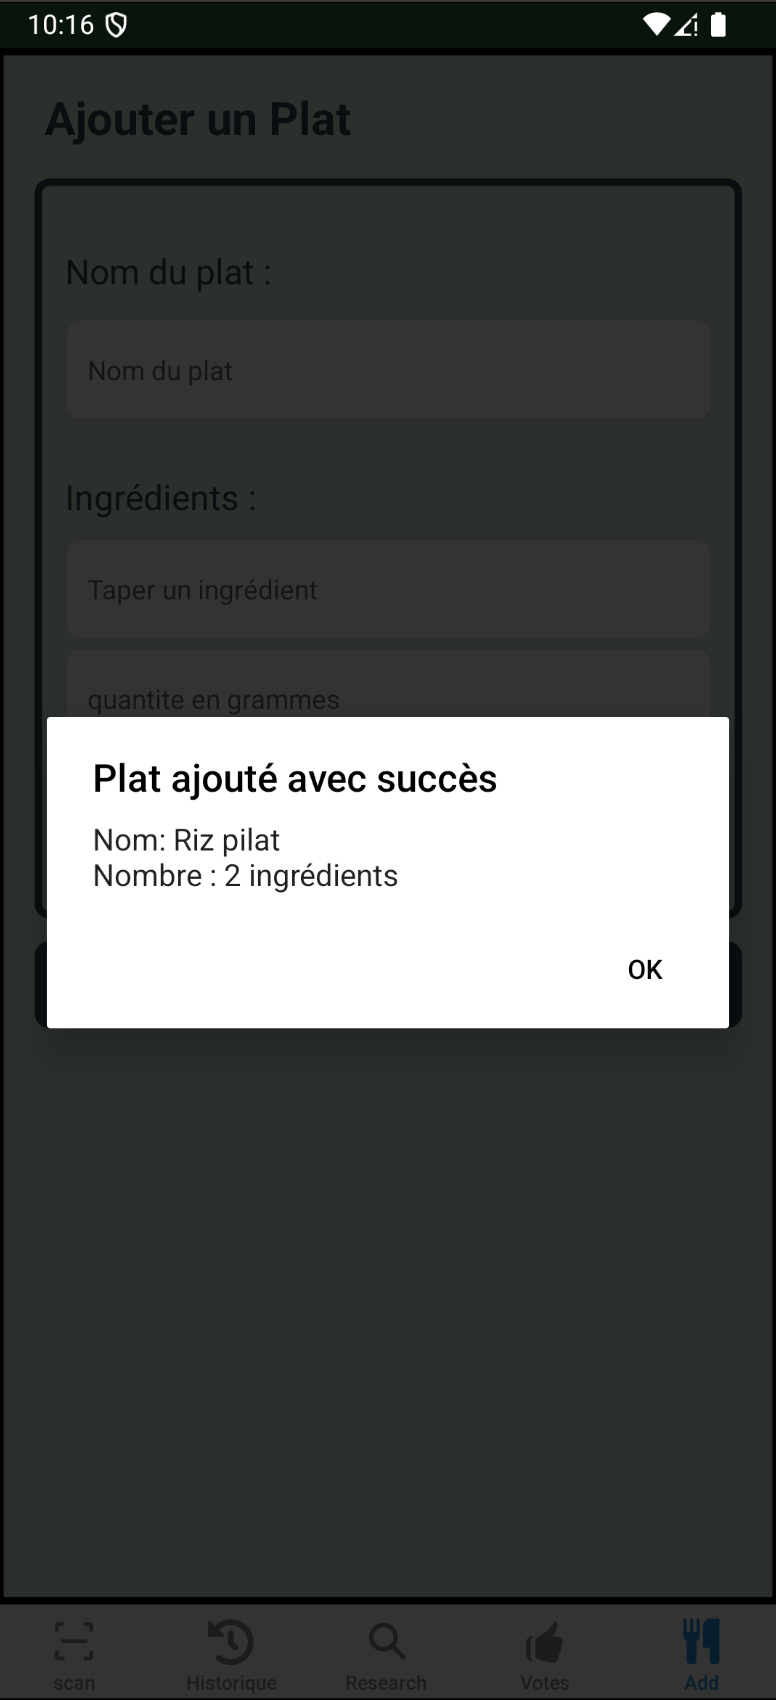 10:16
Ajouter un Plat
Nom du plat :
Nom du plat
Ingrédients :
Taper un ingrédient
quantite en grammes
Plat ajouté avec succès
Nom: Riz pilat
Nombre : 2 ingrédients
OK
scan
Historique
Research
Votes
Add